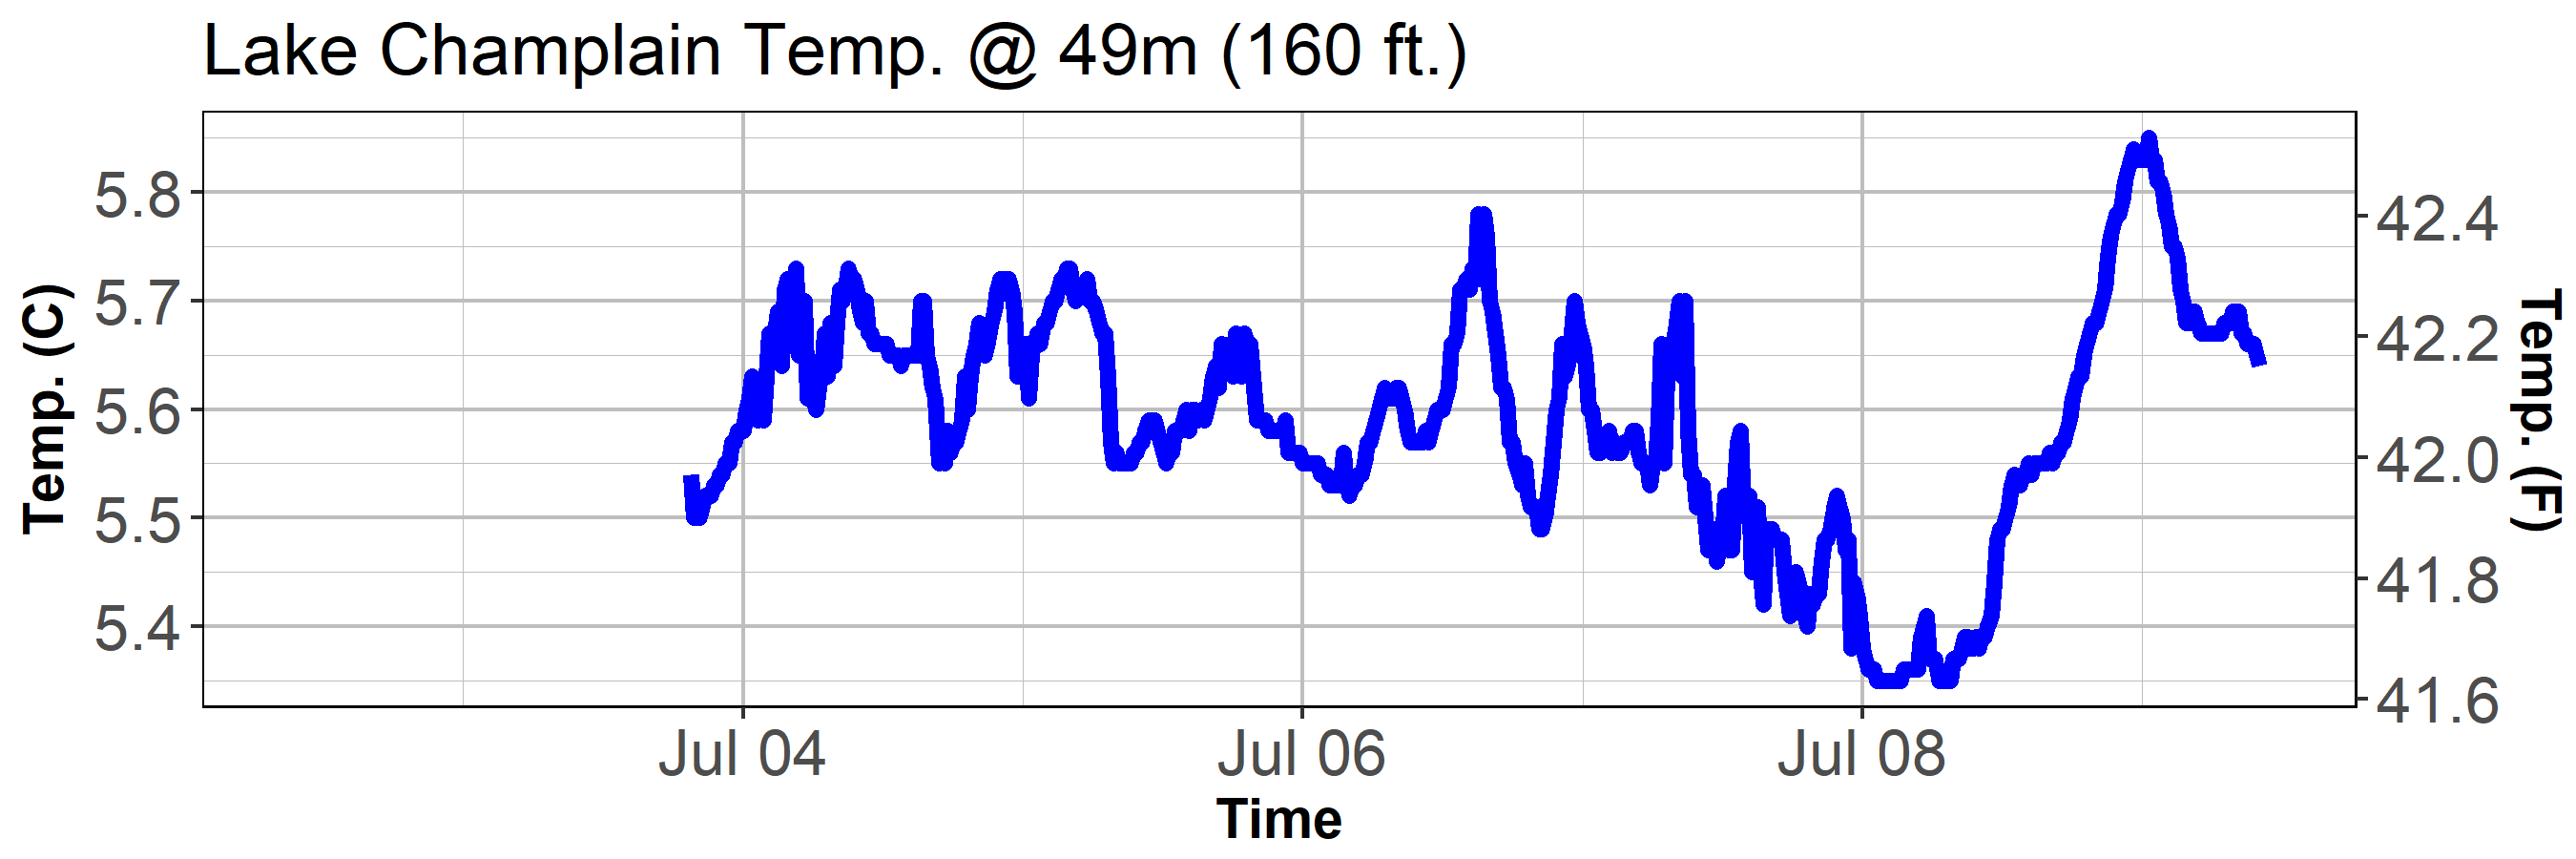 Lake Champlain Temp. @ 49m (160 ft.)
Temp. (C)
5.8
5.7
5.6
5.5
5.4
42.4
42.2
42.0
41.8
41.6
Temp. (F)
Jul 04 Jul 06 Jul 08
Time